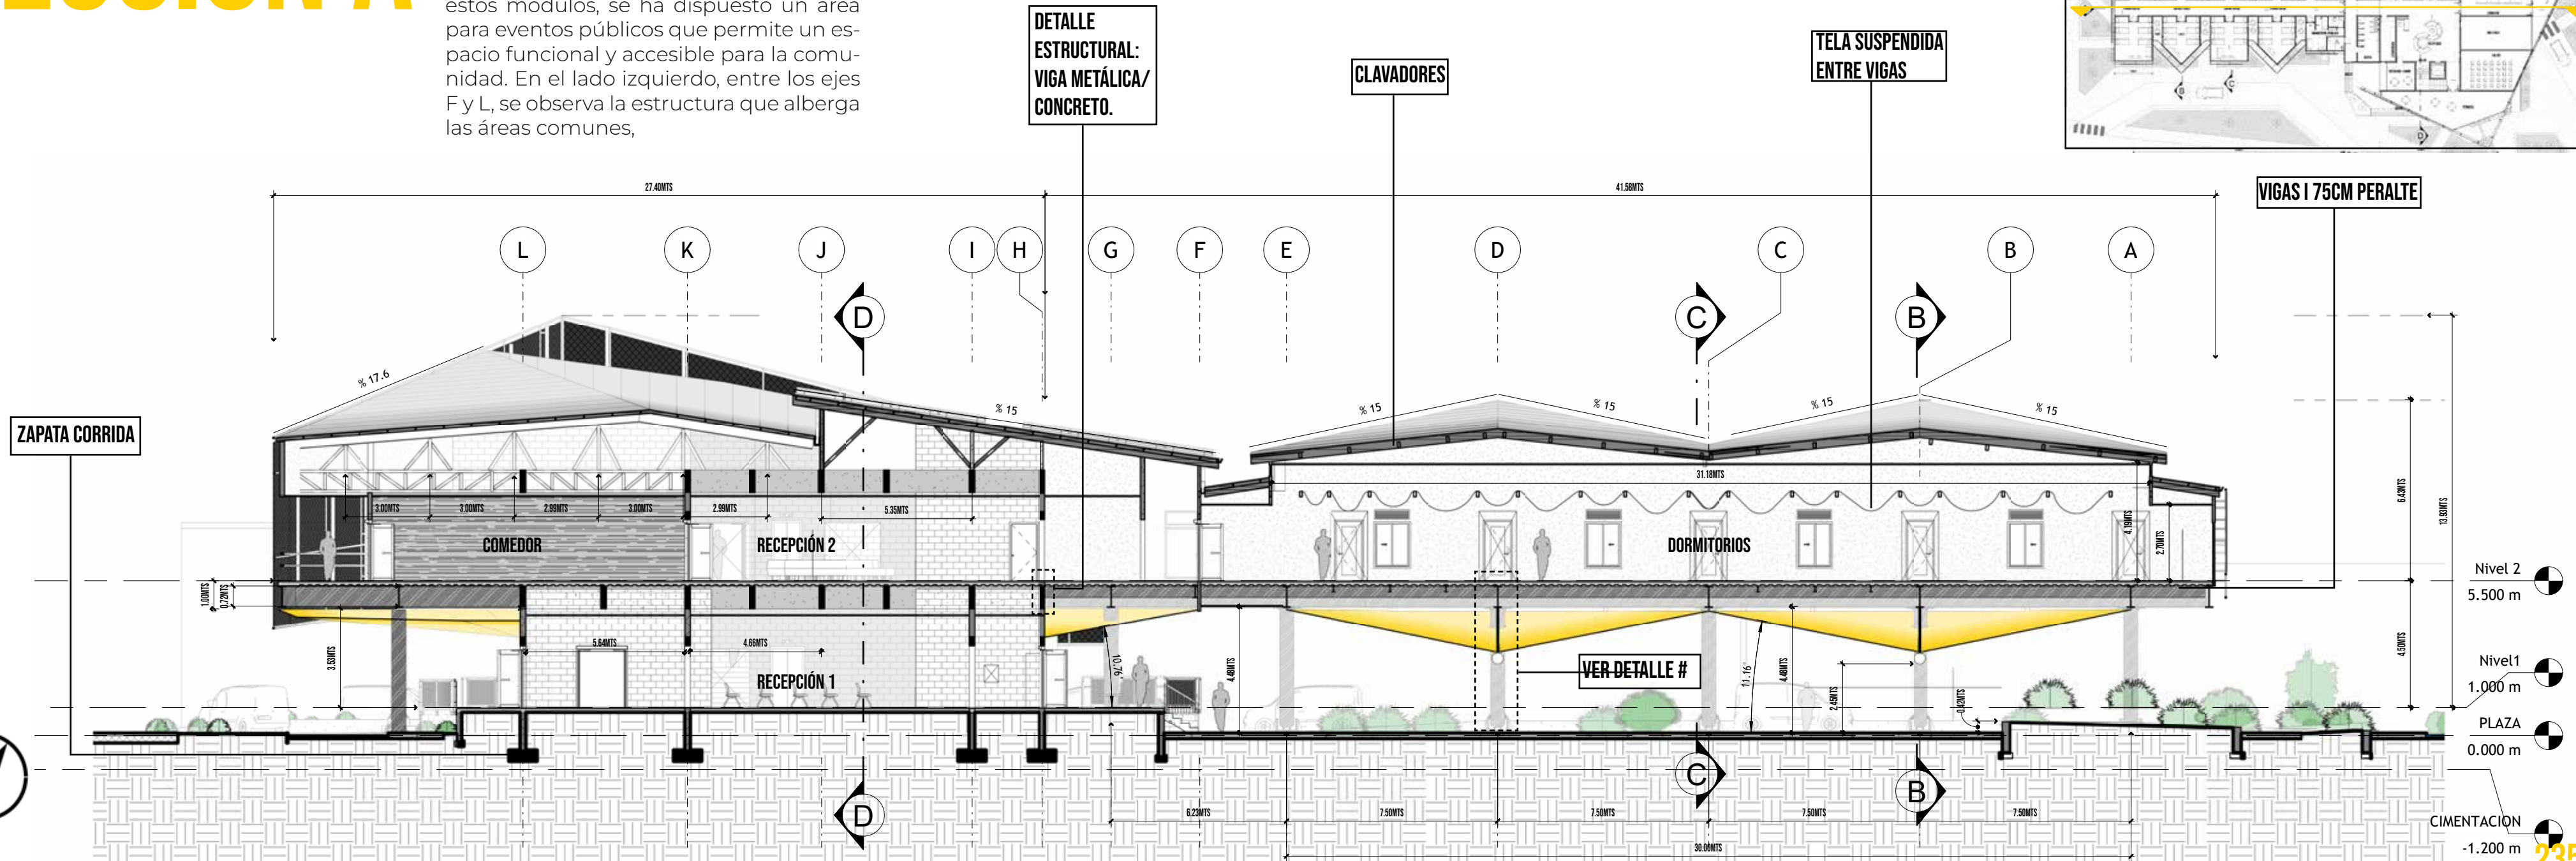 SECCIÓN A
estos módulos, se ha dispuesto un área
para eventos públicos que permite un es-
pacio funcional y accesible para la comu-
nidad. En el lado izquierdo, entre los ejes
F y L, se observa la estructura que alberga
las áreas comunes,
DETALLE
ESTRUCTURAL:
VIGA METÁLICA/
CONCRETO.
CLAVADORES
TELA SUSPENDIDA
ENTRE VIGAS
VIGAS I 75CM PERALTE
27.40MTS
41.58MTS
L
K
J
I
H
G
F
E
D
C
B
A
D
C
B
% 17.6
% 15
% 15
% 15
% 15
% 15
ZAPATA CORRIDA
31.18MTS
3.00MTS
3.00MTS
2.99MTS
3.00MTS
2.99MTS
5.35MTS
COMEDOR
RECEPCIÓN 2
DORMITORIOS
4.19MTS
2.70MTS
6.43MTS
13.93MTS
Nivel 2
5.500 m
1.00MTS
0.72MTS
3.53MTS
5.64MTS
4.66MTS
RECEPCIÓN 1
10.76°
4.48MTS
VER DETALLE #
11.16°
4.48MTS
2.45MTS
0.42MTS
4.50MTS
Nivel1
1.000 m
PLAZA
0.000 m
D
C
B
6.23MTS
7.50MTS
7.50MTS
7.50MTS
7.50MTS
30.00MTS
CIMENTACION
-1.200 m
235